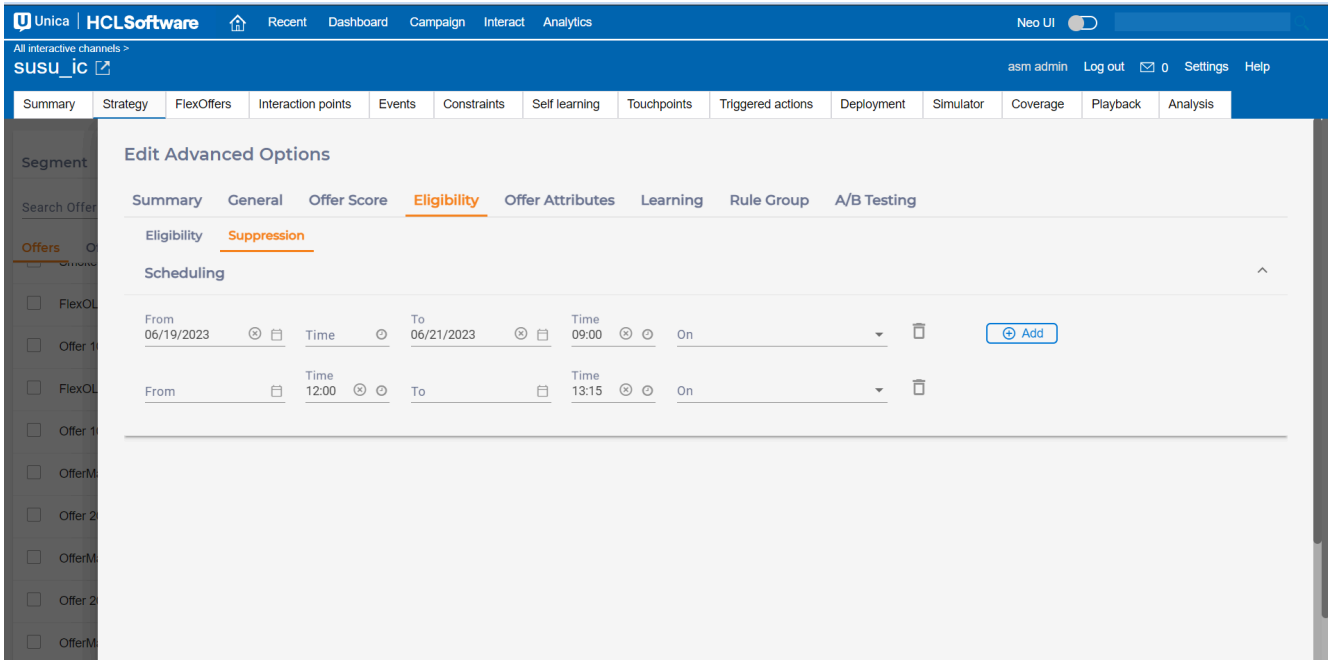 Unica HCLSoftware Recent Dashboard Campaign Interact Analytics Neo UI
All interactive channels >
susu_ic asm admin Log out 0 Settings Help
Summary Strategy FlexOffers Interaction points Events Constraints Self learning Touchpoints Triggered actions Deployment Simulator Coverage Playback Analysis
Edit Advanced Options
Segment
Summary General Offer Score Eligibility Offer Attributes Learning Rule Group A/B Testing
Search Offer
Eligibility Suppression
Offers
Scheduling
FlexOL
From To Time
06/19/2023 Time 06/21/2023 09:00 On Add
Offer 1
Time Time
FlexOL From 12:00 To 13:15 On
Offer 1
OfferMa
Offer 2
OfferMa
Offer 2
OfferMa